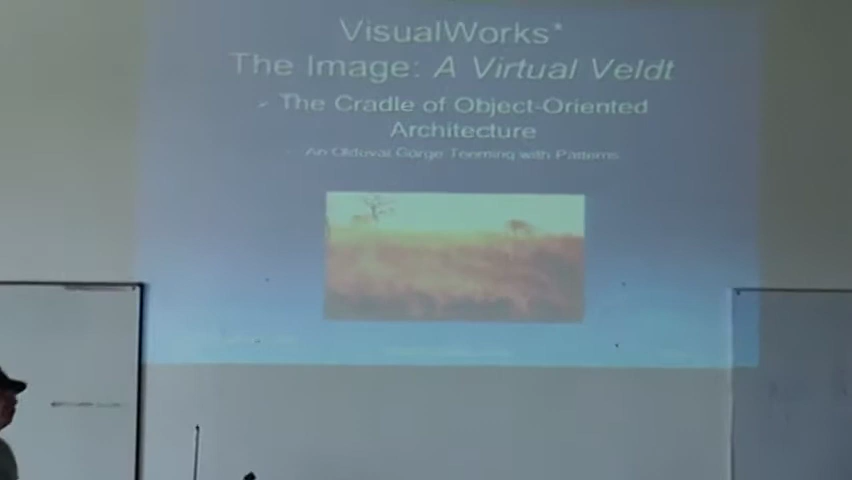 VisualWorks*
The Image: A Virtual Veldt
The Cradle of Object-Oriented
Architecture
An Olduvai Gorge Teeming with Patterns